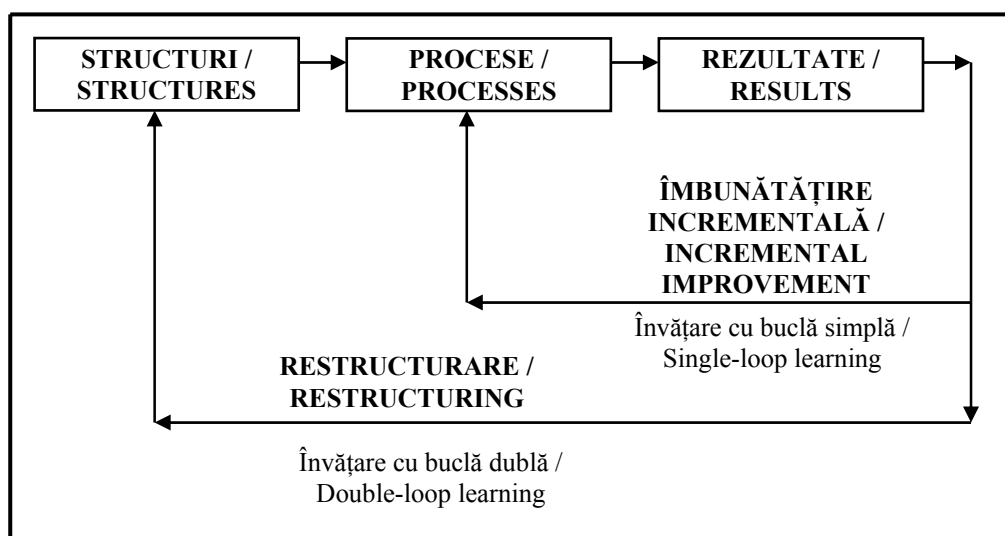 STRUCTURI /
STRUCTURES
PROCESE /
PROCESSES
REZULTATE /
RESULTS
ÎMBUNĂTĂȚIRE
INCREMENTALĂ /
INCREMENTAL
IMPROVEMENT
Învățare cu buclă simplă /
Single-loop learning
RESTRUCTURARE /
RESTRUCTURING
Învățare cu buclă dublă /
Double-loop learning